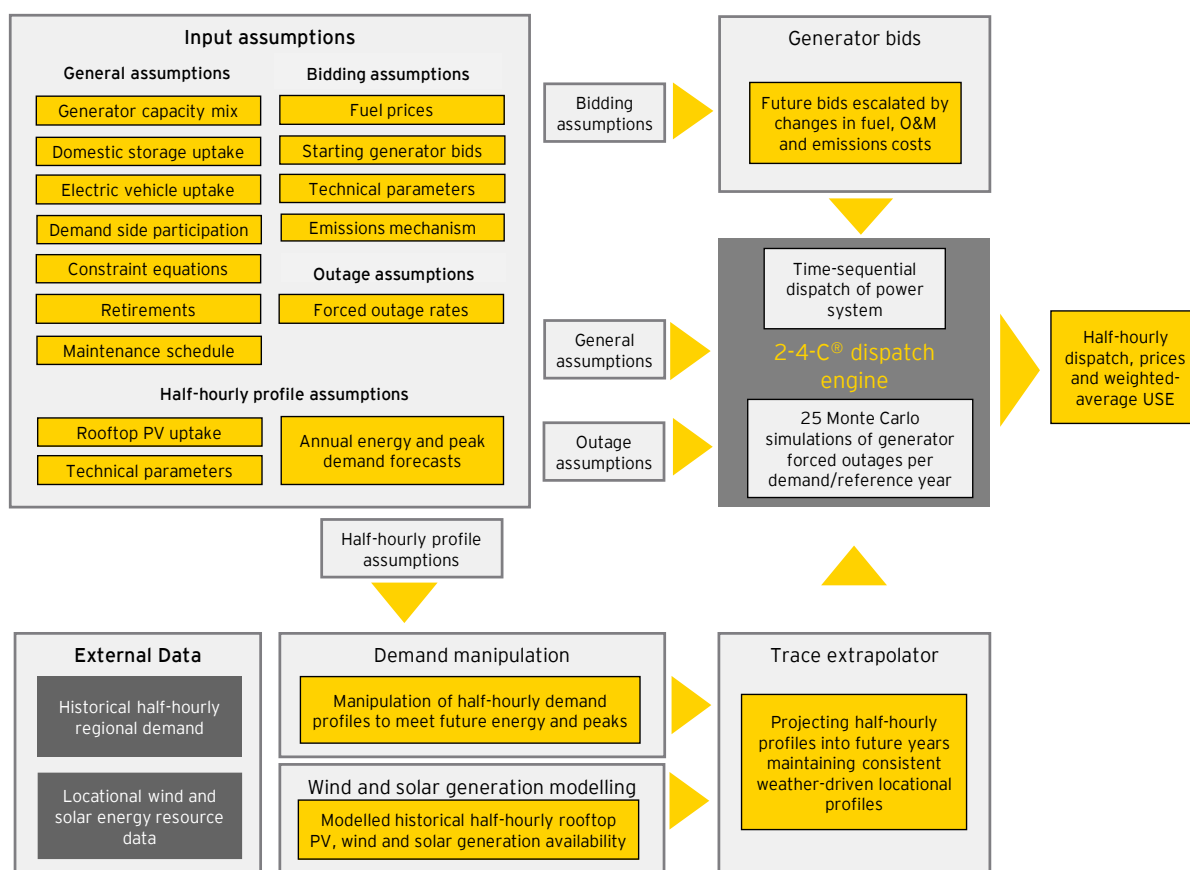 Input assumptions
General assumptions
Generator capacity mix
Domestic storage uptake
Electric vehicle uptake
Demand side participation
Constraint equations
Retirements
Maintenance schedule
Bidding assumptions
Fuel prices
Starting generator bids
Technical parameters
Emissions mechanism
Outage assumptions
Forced outage rates
Half-hourly profile assumptions
Rooftop PV uptake
Technical parameters
Annual energy and peak
demand forecasts
Bidding
assumptions
General
assumptions
Outage
assumptions
Generator bids
Future bids escalated by
changes in fuel, O&M
and emissions costs
Time-sequential
dispatch of power
system
2-4-C® dispatch
engine
25 Monte Carlo
simulations of generator
forced outages per
demand/reference year
Half-hourly
dispatch, prices
and weighted-
average USE
Half-hourly profile
assumptions
External Data
Historical half-hourly
regional demand
Locational wind and
solar energy resource
data
Demand manipulation
Manipulation of half-hourly demand
profiles to meet future energy and peaks
Wind and solar generation modelling
Modelled historical half-hourly rooftop
PV, wind and solar generation availability
Trace extrapolator
Projecting half-hourly
profiles into future years
maintaining consistent
weather-driven locational
profiles